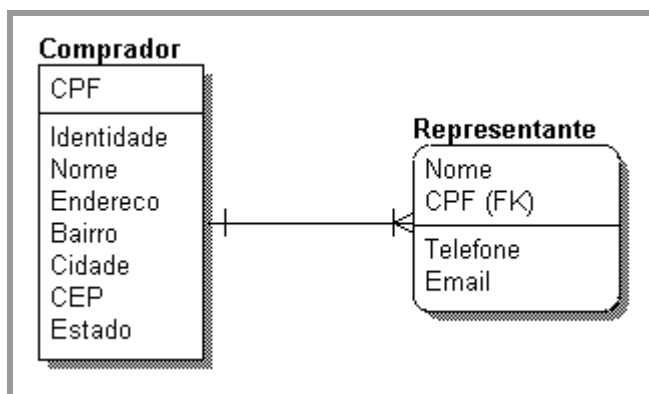 Comprador
CPF
Identidade
Nome
Endereco
Bairro
Cidade
CEP
Estado
Representante
Nome
CPF (FK)
Telefone
Email